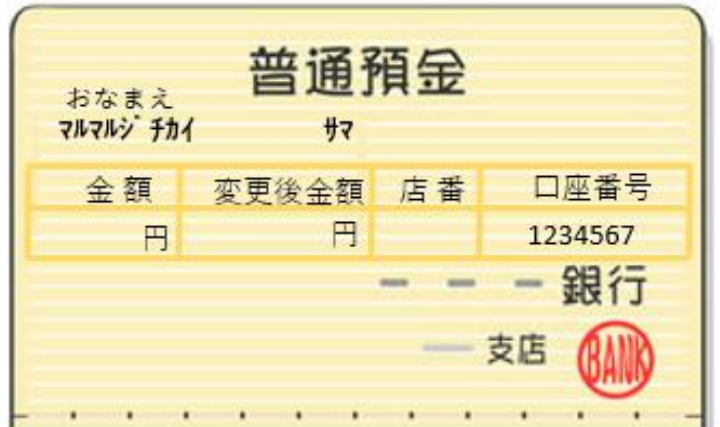 普通預金
おなまえ
マルマルジチカイ サマ
金額 変更後金額 店番 口座番号
円 円 1234567
― ― ― 銀行
― 支店 BANK